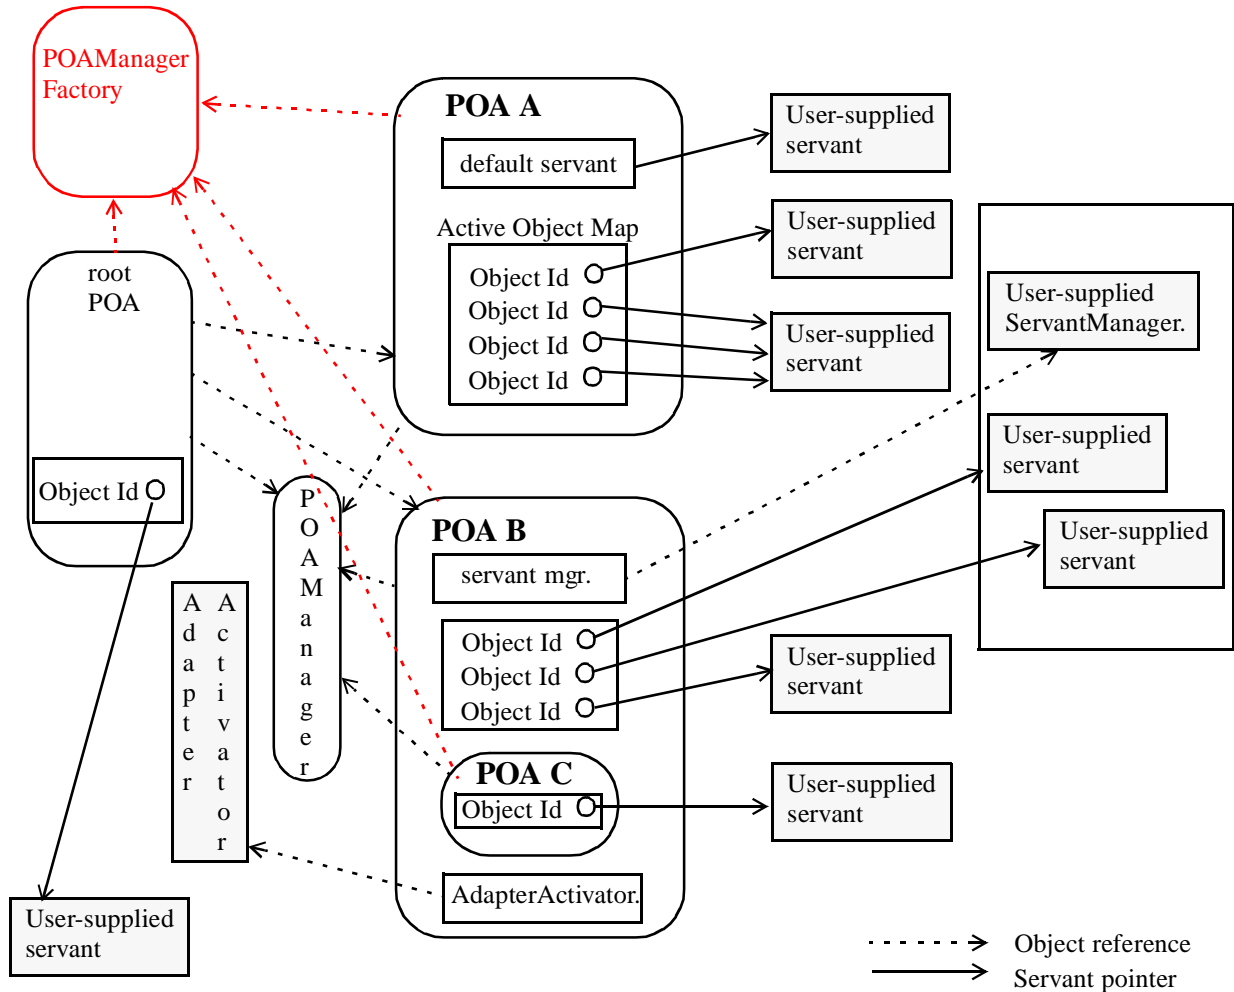 POAManager
Factory
POA A
default servant
User-supplied
servant
Active Object Map
Object Id
Object Id
Object Id
Object Id
User-supplied
servant
User-supplied
servant
root
POA
Object Id
User-supplied
ServantManager.
User-supplied
servant
User-supplied
servant
POAManager
POA B
servant mgr.
Object Id
Object Id
Object Id
User-supplied
servant
Adapter
Activator
POA C
Object Id
User-supplied
servant
AdapterActivator.
User-supplied
servant
Object reference
Servant pointer